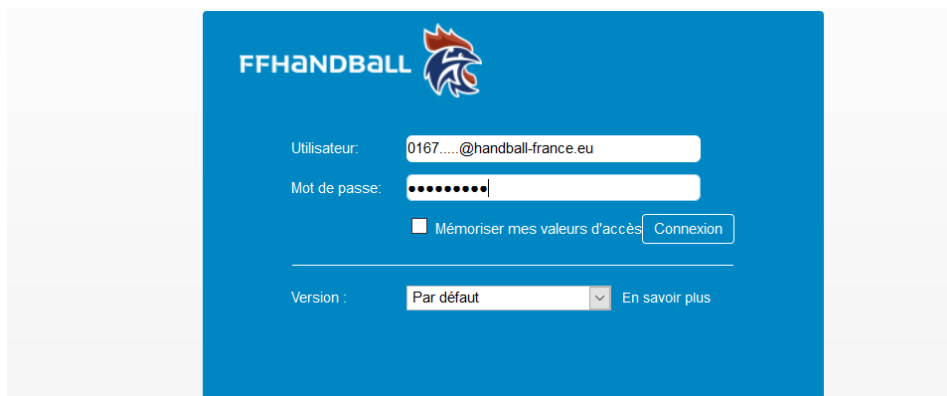 FFHANDBALL
Utilisateur: 0167.....@handball-france.eu
Mot de passe: ●●●●●●●●●
Mémoriser mes valeurs d'accès Connexion
Version : Par défaut En savoir plus